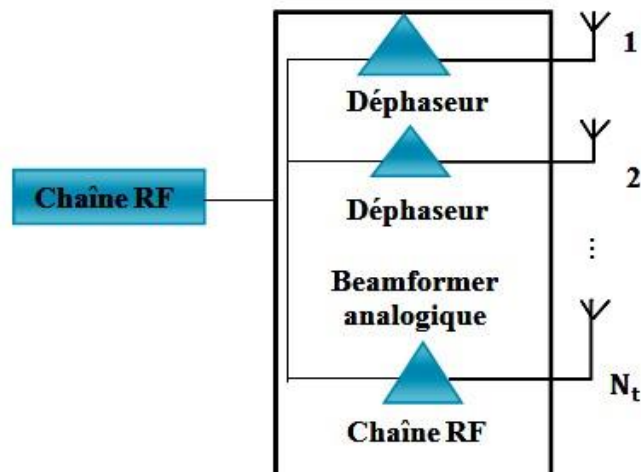 1
Déphaseur
Chaîne RF
2
Déphaseur
⋮
Beamformer
analogique
Nt
Chaîne RF